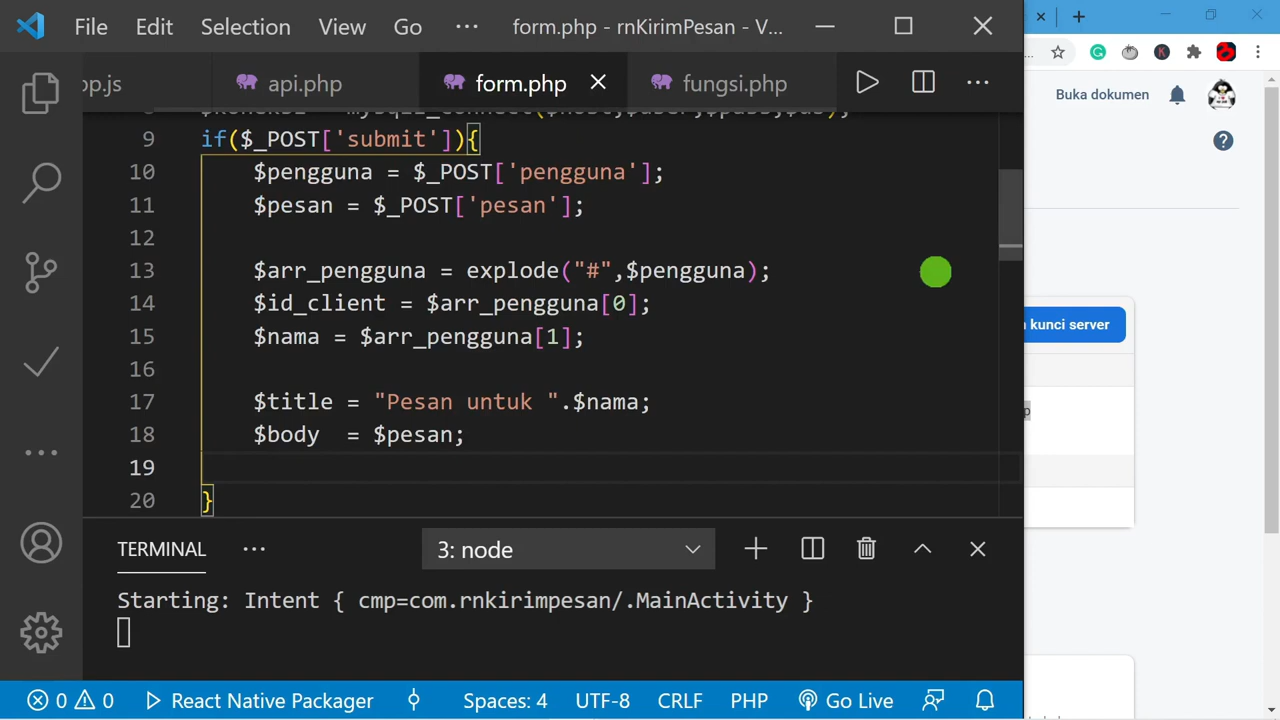 File Edit Selection View Go ··· form.php - rnKirimPesan - V...
pp.js api.php form.php fungsi.php
9 if($_POST['submit']){
10 $pengguna = $_POST['pengguna'];
11 $pesan = $_POST['pesan'];
12
13 $arr_pengguna = explode("#",$pengguna);
14 $id_client = $arr_pengguna[0];
15 $nama = $arr_pengguna[1];
16
17 $title = "Pesan untuk ".$nama;
18 $body  = $pesan;
19
20 }
TERMINAL ··· 3: node
Starting: Intent { cmp=com.rnkirimpesan/.MainActivity }
0 0 React Native Packager Spaces: 4 UTF-8 CRLF PHP Go Live
Buka dokumen
kunci server
p